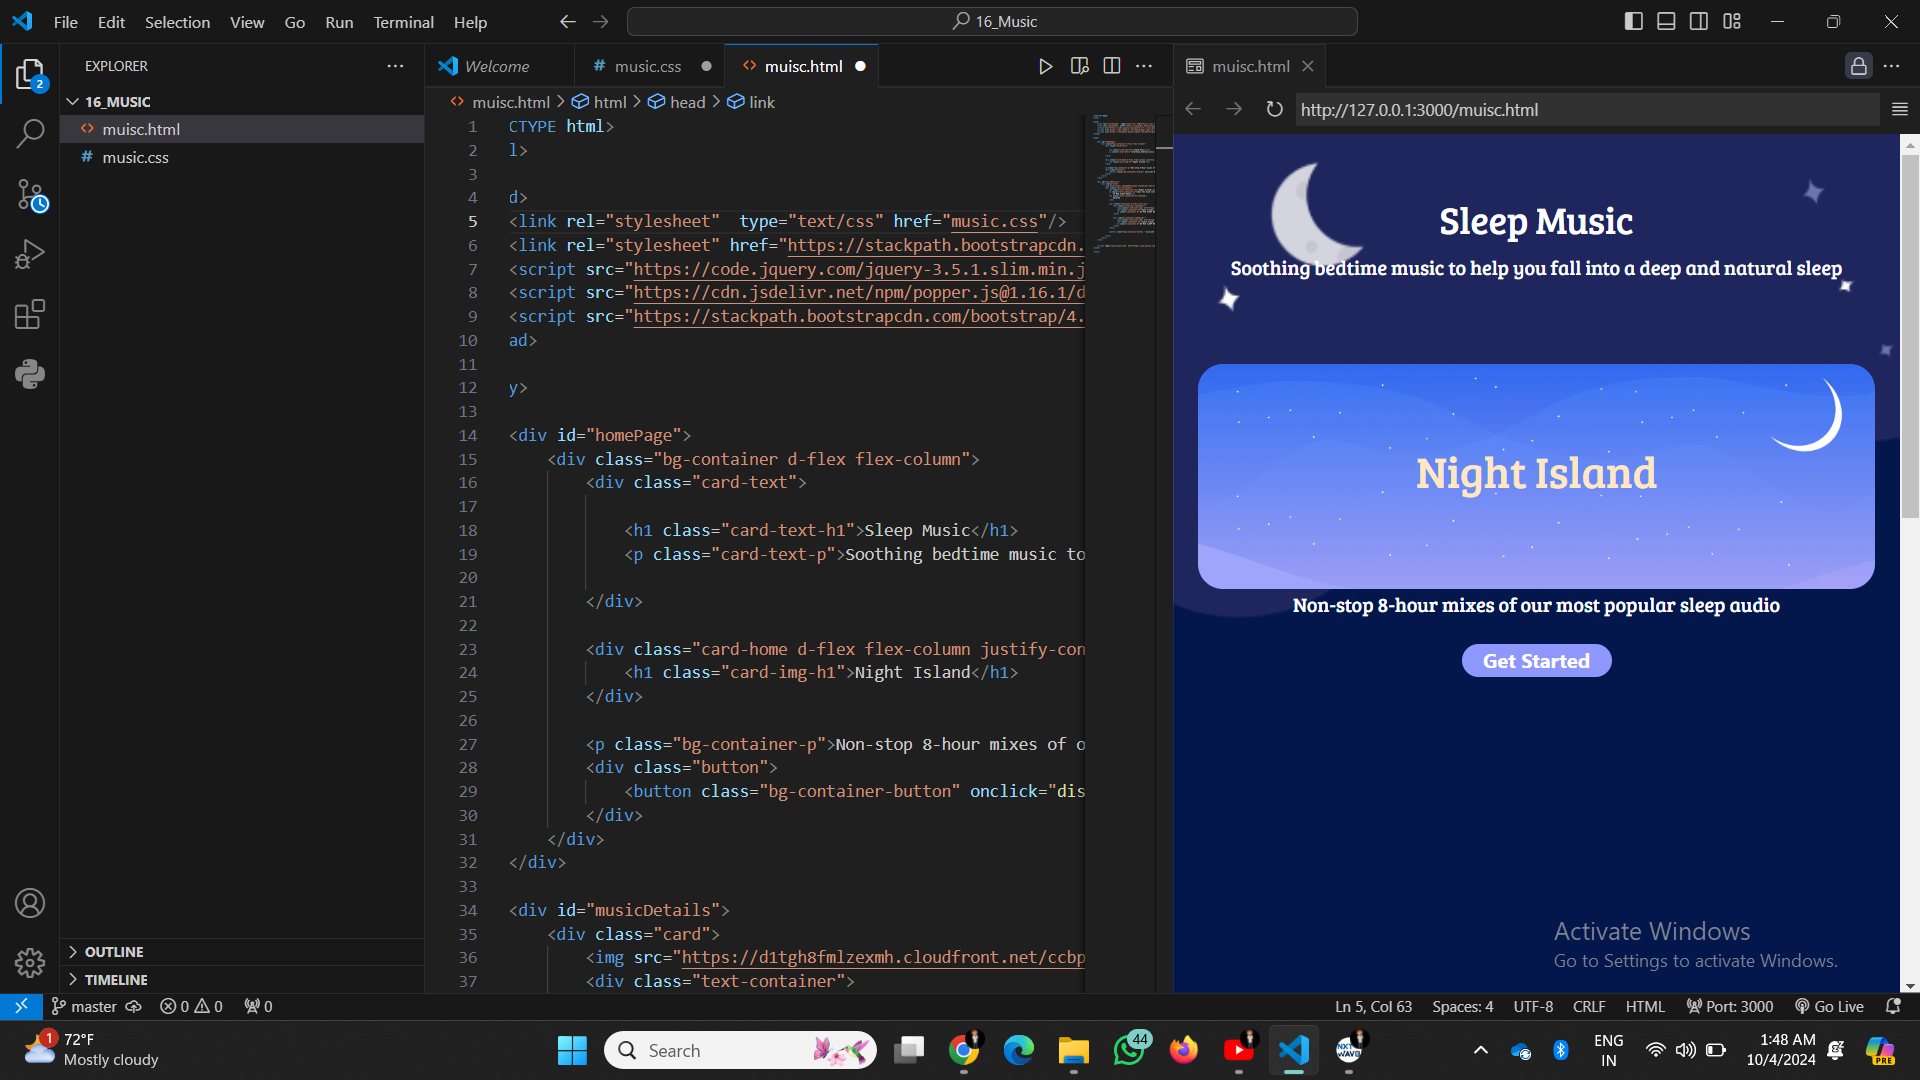 File Edit Selection View Go Run Terminal Help
16_Music
EXPLORER
2
16_MUSIC
muisc.html
# music.css
OUTLINE
TIMELINE
Welcome
# music.css
<> muisc.html
<> muisc.html > html > head > link
1 CTYPE html>
2 l>
3
4 d>
5 <link rel="stylesheet"  type="text/css" href="music.css"/>
6 <link rel="stylesheet" href="https://stackpath.bootstrapcdn.
7 <script src="https://code.jquery.com/jquery-3.5.1.slim.min.j
8 <script src="https://cdn.jsdelivr.net/npm/popper.js@1.16.1/d
9 <script src="https://stackpath.bootstrapcdn.com/bootstrap/4.
10 ad>
11
12 y>
13
14 <div id="homePage">
15 <div class="bg-container d-flex flex-column">
16 <div class="card-text">
17
18 <h1 class="card-text-h1">Sleep Music</h1>
19 <p class="card-text-p">Soothing bedtime music to
20
21 </div>
22
23 <div class="card-home d-flex flex-column justify-con
24 <h1 class="card-img-h1">Night Island</h1>
25 </div>
26
27 <p class="bg-container-p">Non-stop 8-hour mixes of o
28 <div class="button">
29 <button class="bg-container-button" onclick="dis
30 </div>
31 </div>
32 </div>
33
34 <div id="musicDetails">
35 <div class="card">
36 <img src="https://d1tgh8fmlzexmh.cloudfront.net/ccbp
37 <div class="text-container">
muisc.html
http://127.0.0.1:3000/muisc.html
Sleep Music
Soothing bedtime music to help you fall into a deep and natural sleep
Night Island
Non-stop 8-hour mixes of our most popular sleep audio
Get Started
Activate Windows
Go to Settings to activate Windows.
master 0 0 0
Ln 5, Col 63 Spaces: 4 UTF-8 CRLF HTML Port: 3000 Go Live
1
72°F
Mostly cloudy
Search
44
NXT
WAVE
ENG
IN
1:48 AM
10/4/2024
PRE